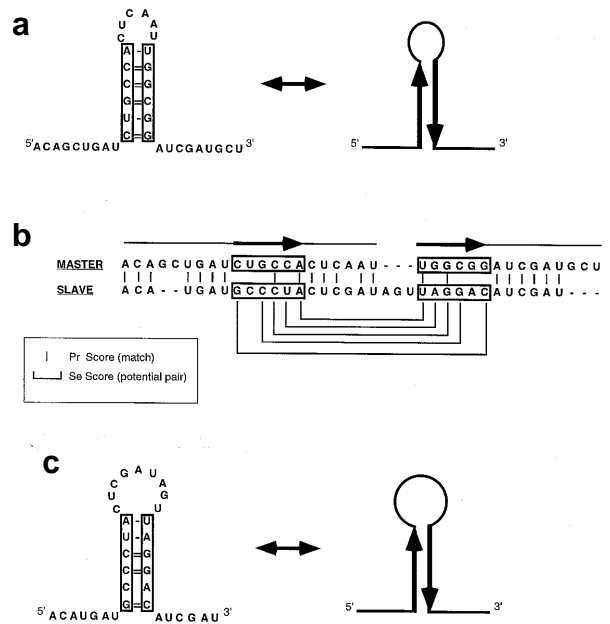 a
C A
U A
C U
A - U
C = G
C = G
G = C
U - G
C = G
5' ACAGCUGAU AUCGAUGCU 3'
5' 3'
b
MASTER A C A G C U G A U C U G C C A C U C A A U - - - U G G C G G A U C G A U G C U
SLAVE A C A - - U G A U G C C C U A C U C G A U A G U U A G G A C A U C G A U - - -
Pr Score (match)
Se Score (potential pair)
c
G A U
C A
U G
C U
A - U
U - A
C = G
C = G
C = A
G = C
5' ACAUGAU AUCGAU 3'
5' 3'